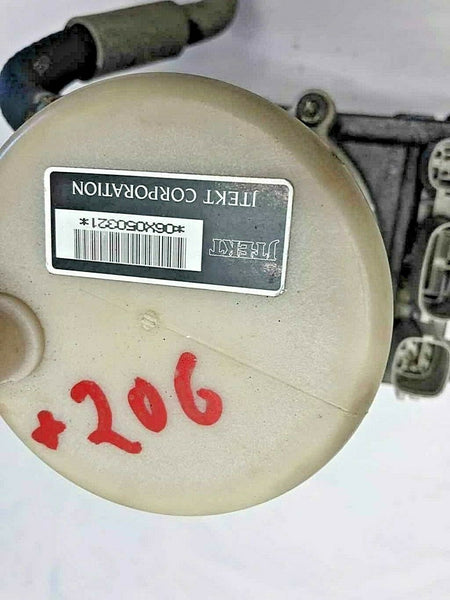 JTEKT
*06X050321*
JTEKT CORPORATION
*206